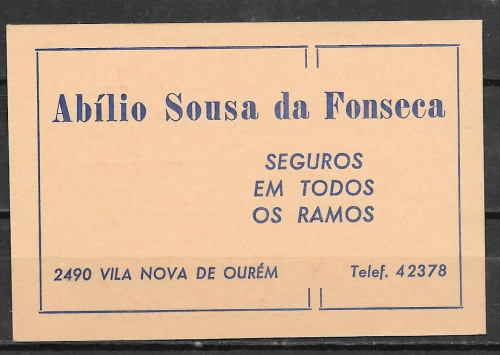 Abílio Sousa da Fonseca
SEGUROS
EM TODOS
OS RAMOS
2490 VILA NOVA DE OURÉM Telef. 42378